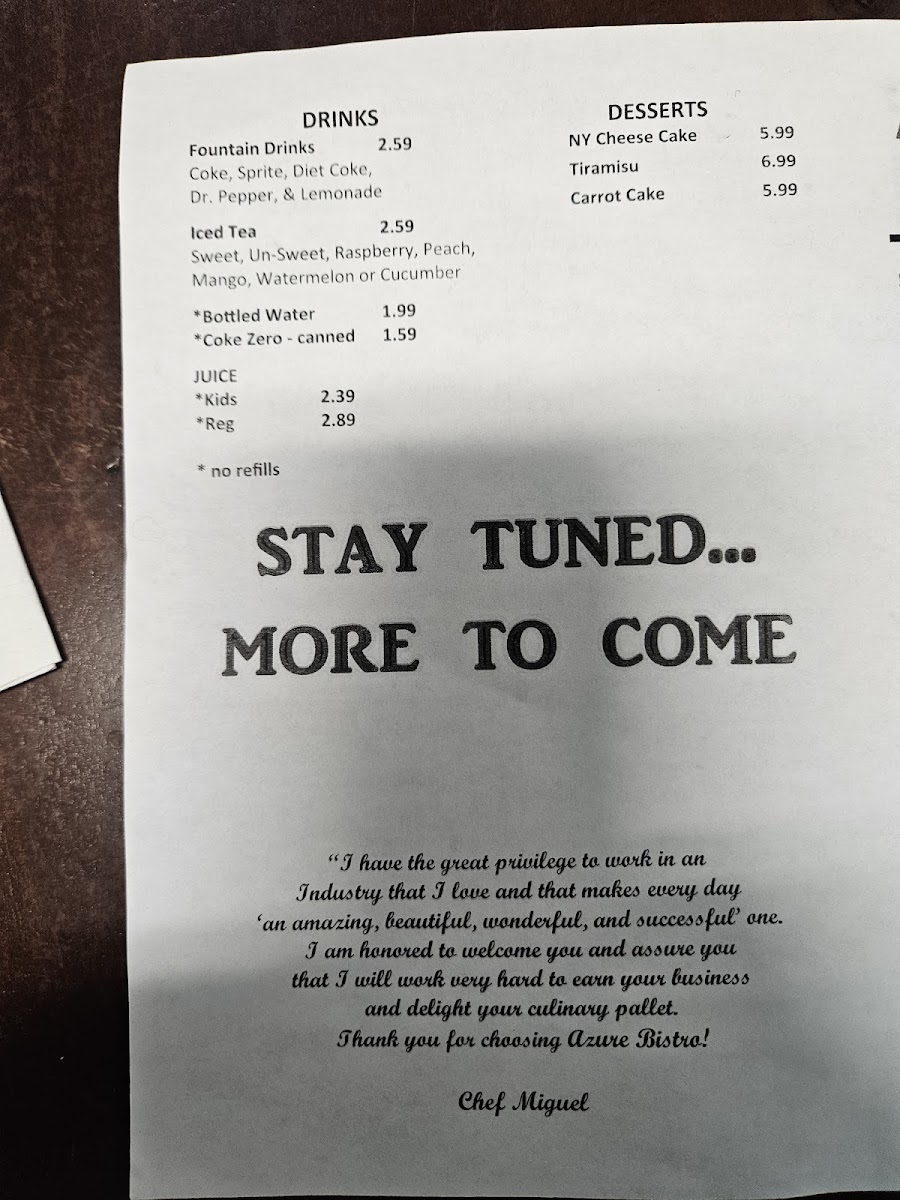 DRINKS
Fountain Drinks 2.59
Coke, Sprite, Diet Coke,
Dr. Pepper, & Lemonade
Iced Tea 2.59
Sweet, Un-Sweet, Raspberry, Peach,
Mango, Watermelon or Cucumber
*Bottled Water 1.99
*Coke Zero - canned 1.59
JUICE
*Kids 2.39
*Reg 2.89
* no refills
DESSERTS
NY Cheese Cake 5.99
Tiramisu 6.99
Carrot Cake 5.99
STAY TUNED...
MORE TO COME
“I have the great privilege to work in an
Industry that I love and that makes every day
‘an amazing, beautiful, wonderful, and successful’ one.
I am honored to welcome you and assure you
that I will work very hard to earn your business
and delight your culinary pallet.
Thank you for choosing Azure Bistro!
Chef Miguel